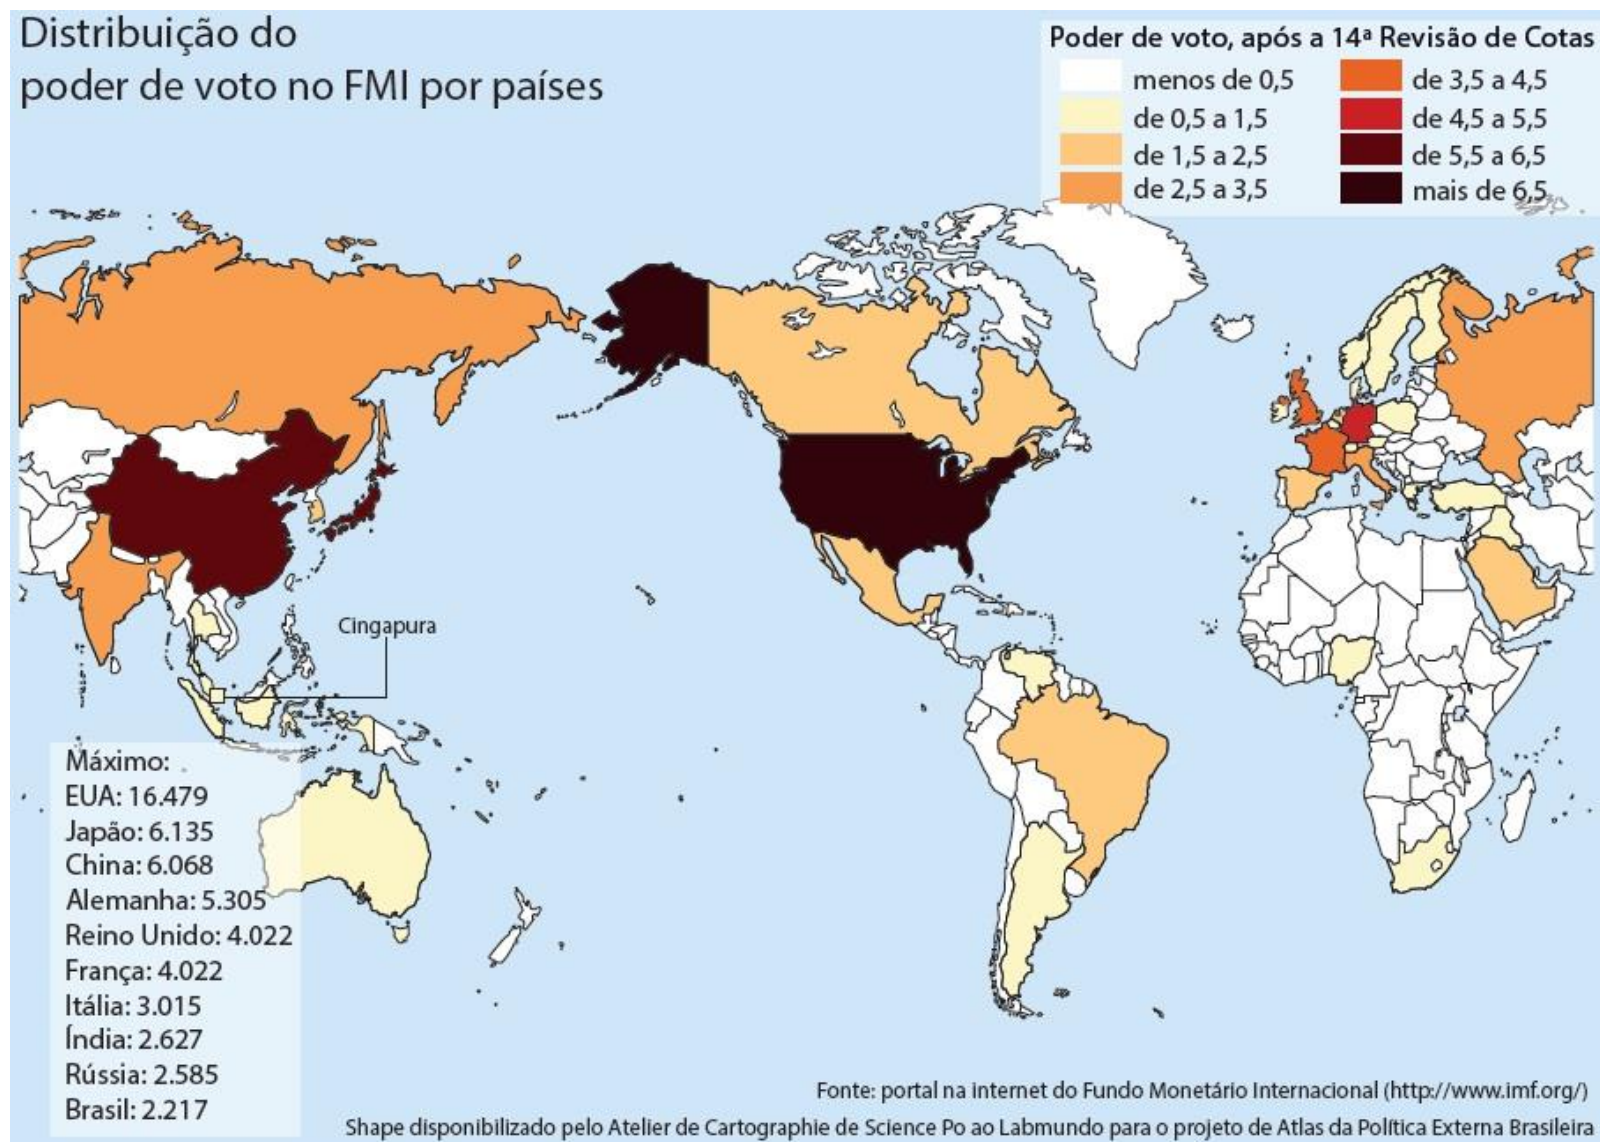 Distribuição do
poder de voto no FMI por países
Poder de voto, após a 14ª Revisão de Cotas
menos de 0,5
de 0,5 a 1,5
de 1,5 a 2,5
de 2,5 a 3,5
de 3,5 a 4,5
de 4,5 a 5,5
de 5,5 a 6,5
mais de 6,5
Cingapura
Máximo:
EUA: 16.479
Japão: 6.135
China: 6.068
Alemanha: 5.305
Reino Unido: 4.022
França: 4.022
Itália: 3.015
Índia: 2.627
Rússia: 2.585
Brasil: 2.217
Fonte: portal na internet do Fundo Monetário Internacional (http://www.imf.org/)
Shape disponibilizado pelo Atelier de Cartographie de Science Po ao Labmundo para o projeto de Atlas da Política Externa Brasileira